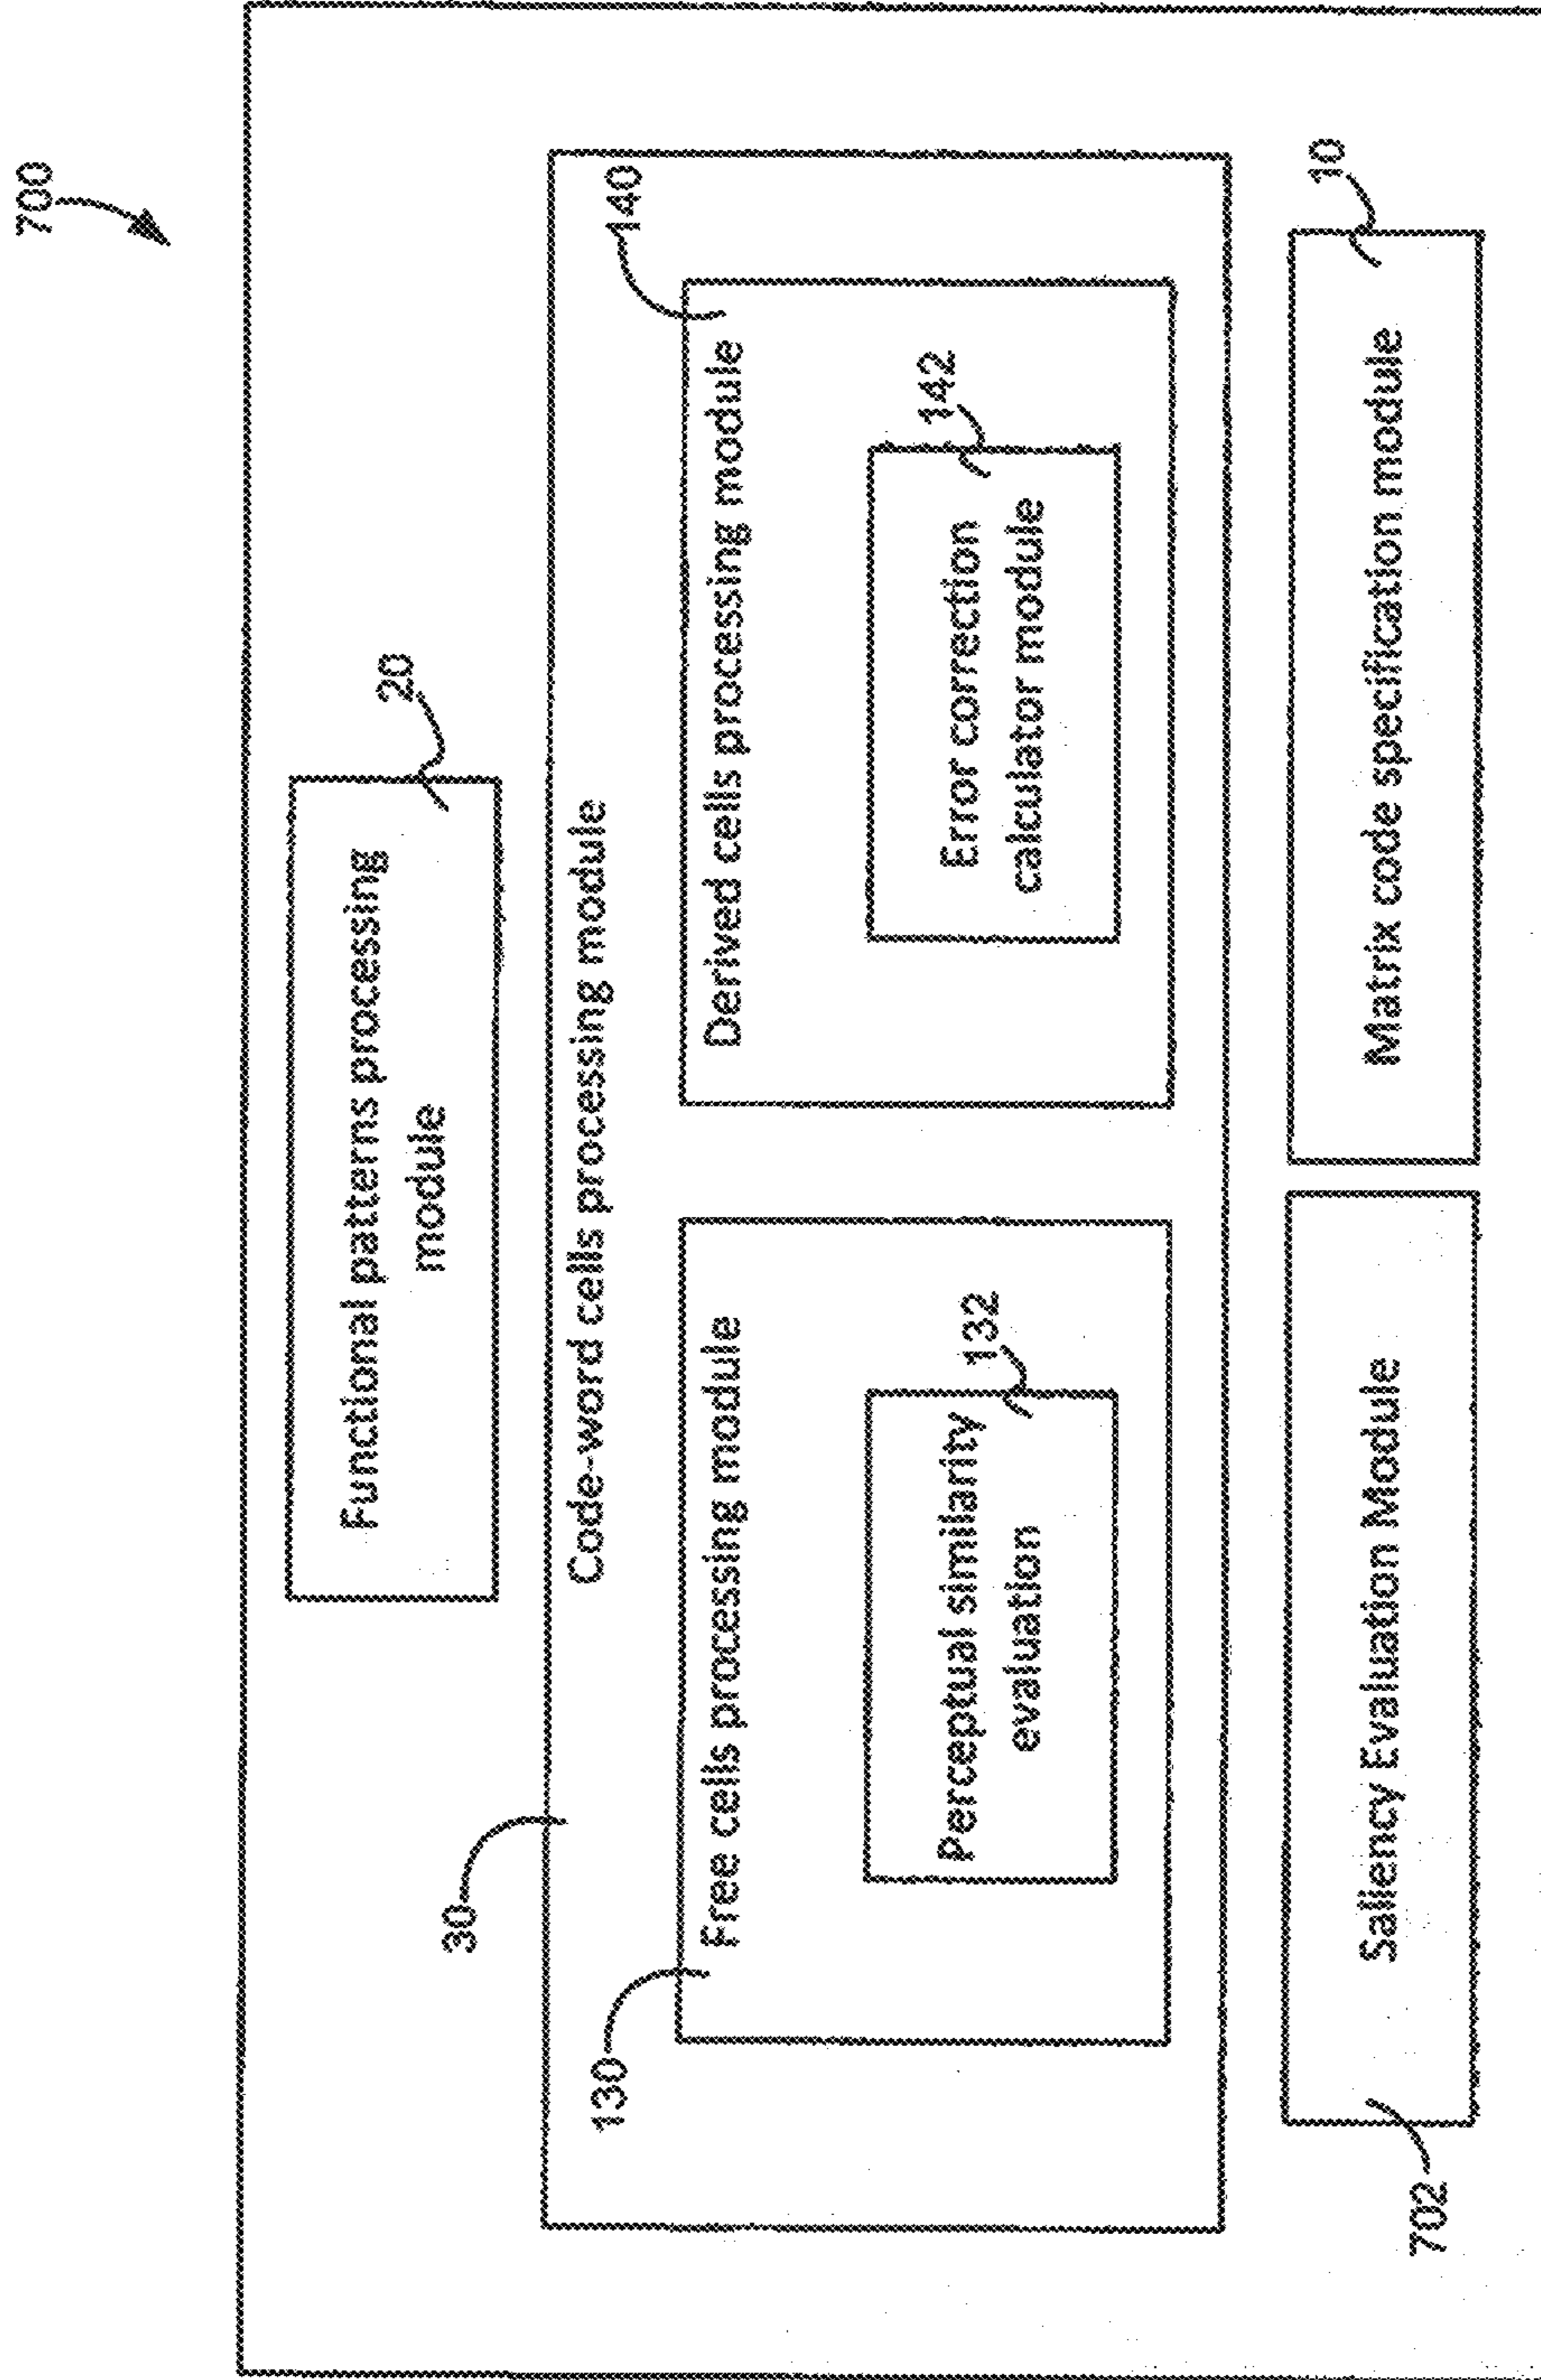 700
Functional patterns processing
module
20
30
Code-word cells processing module
130
Free cells processing module
Perceptual similarity
evaluation
132
140
Derived cells processing module
Error correction
calculator module
142
702
Saliency Evaluation Module
Matrix code specification module
10